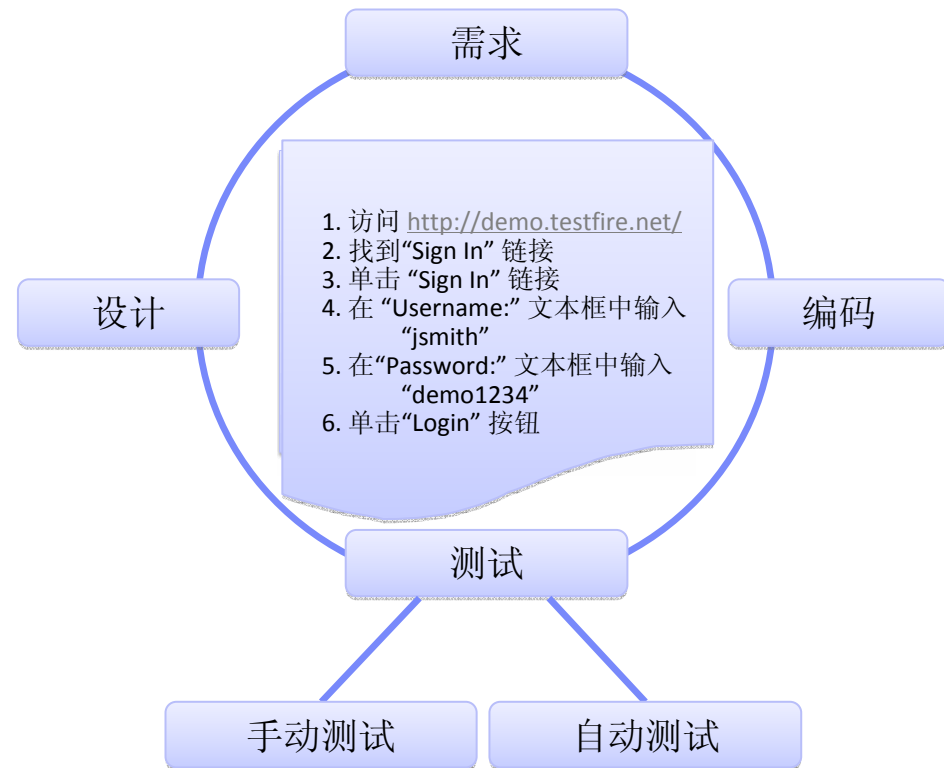 需求
1. 访问 http://demo.testfire.net/
2. 找到“Sign In” 链接
3. 单击 “Sign In” 链接
4. 在 “Username:” 文本框中输入
“jsmith”
5. 在“Password:” 文本框中输入
“demo1234”
6. 单击“Login” 按钮
设计
编码
测试
手动测试
自动测试